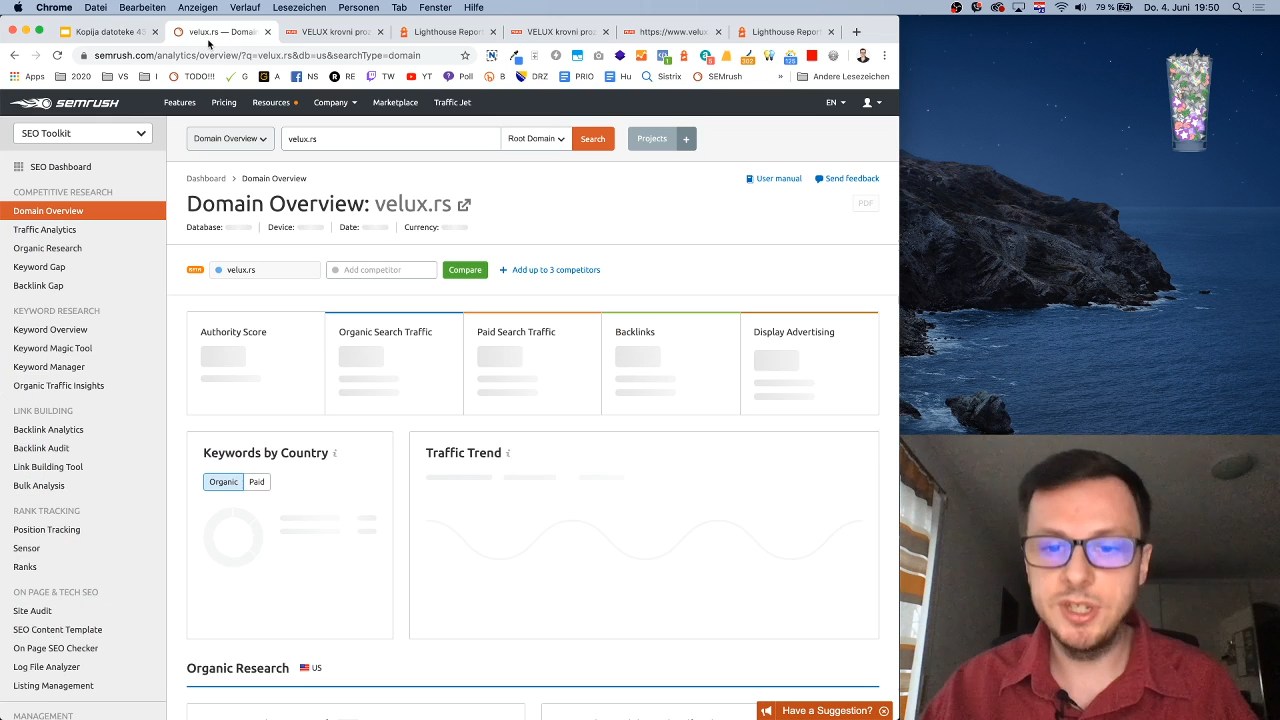 Chrome Datei Bearbeiten Anzeigen Verlauf Lesezeichen Personen Tab Fenster Hilfe 79 % Do. 4. Juni 19:50
Kopija datoteke 43 velux.rs — Domai VELUX krovni proz Lighthouse Report VELUX krovni proz https://www.velux Lighthouse Report
semrush.com/analytics/overview/?q=velux.rs&db=us&searchType=domain
Apps 2020 VS I TODO!!! G A NS RE TW YT Poll B DRZ PRIO Hu Sistrix SEMrush » Andere Lesezeichen
SEMRUSH Features Pricing Resources Company Marketplace Traffic Jet EN
SEO Toolkit
Domain Overview velux.rs Root Domain Search Projects +
SEO Dashboard
COMPETITIVE RESEARCH
Domain Overview
Traffic Analytics
Organic Research
Keyword Gap
Backlink Gap
KEYWORD RESEARCH
Keyword Overview
Keyword Magic Tool
Keyword Manager
Organic Traffic Insights
LINK BUILDING
Backlink Analytics
Backlink Audit
Link Building Tool
Bulk Analysis
RANK TRACKING
Position Tracking
Sensor
Ranks
ON PAGE & TECH SEO
Site Audit
SEO Content Template
On Page SEO Checker
Log File Analyzer
Listing Management
MANAGEMENT
Dashboard > Domain Overview User manual Send feedback
Domain Overview: velux.rs PDF
Database: Device: Date: Currency:
BETA velux.rs Add competitor Compare + Add up to 3 competitors
Authority Score Organic Search Traffic Paid Search Traffic Backlinks Display Advertising
Keywords by Country i Traffic Trend i
Organic Paid
Organic Research US
Have a Suggestion?